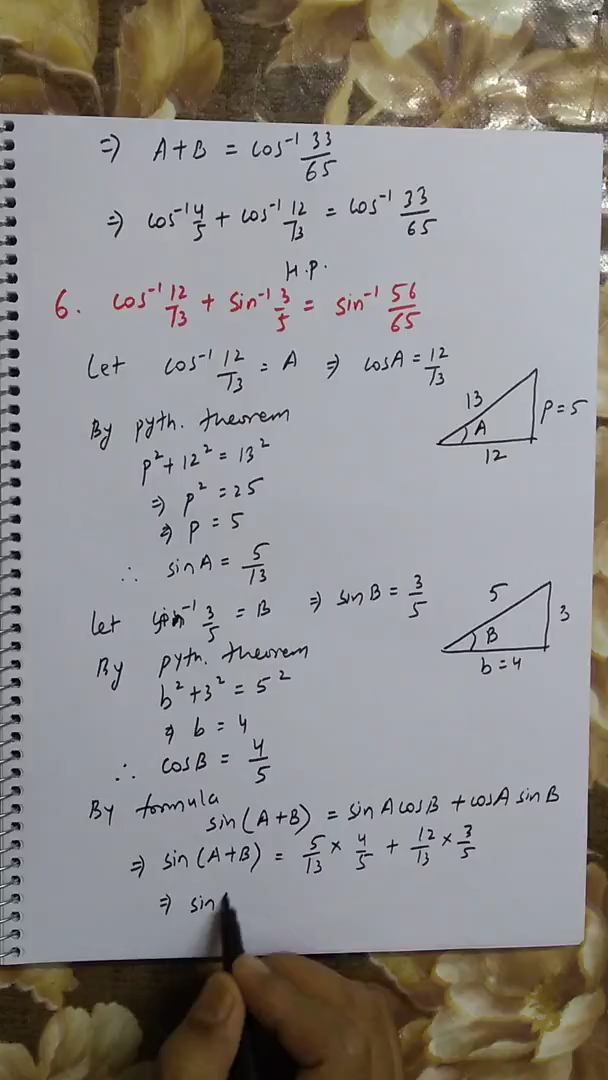 ⇒ A+B = cos⁻¹ 33/65
⇒ cos⁻¹ 4/5 + cos⁻¹ 12/13 = cos⁻¹ 33/65
H.P.
6. cos⁻¹ 12/13 + sin⁻¹ 3/5 = sin⁻¹ 56/65
Let cos⁻¹ 12/13 = A ⇒ cosA = 12/13
13
P=5
A
12
By pyth. theorem
p² + 12² = 13²
⇒ p² = 25
⇒ p = 5
∴ sinA = 5/13
Let sin⁻¹ 3/5 = B ⇒ sinB = 3/5
5
3
B
b=4
By pyth. theorem
b² + 3² = 5²
⇒ b = 4
∴ cosB = 4/5
By formula
sin(A+B) = sinA cosB + cosA sinB
⇒ sin(A+B) = 5/13 × 4/5 + 12/13 × 3/5
⇒ sin